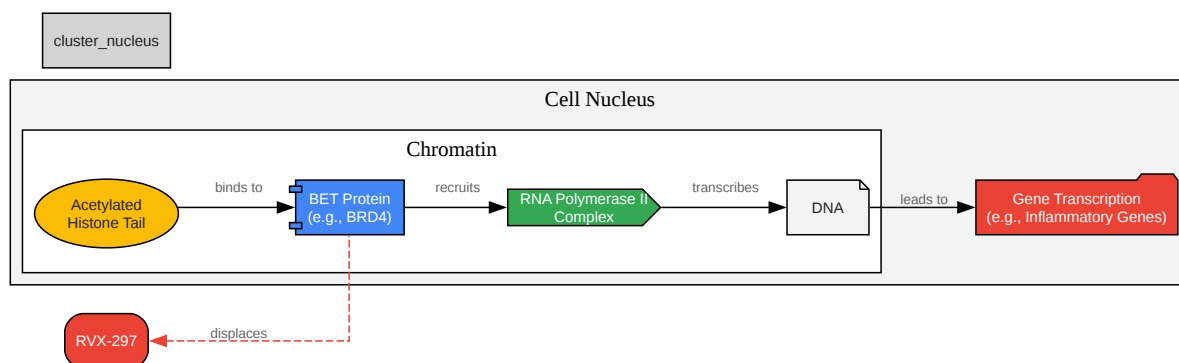 cluster_nucleus
Cell Nucleus
Chromatin
Acetylated
Histone Tail
binds to
BET Protein
(e.g., BRD4)
recruits
RNA Polymerase II
Complex
transcribes
DNA
leads to
Gene Transcription
(e.g., Inflammatory Genes)
RVX-297
displaces